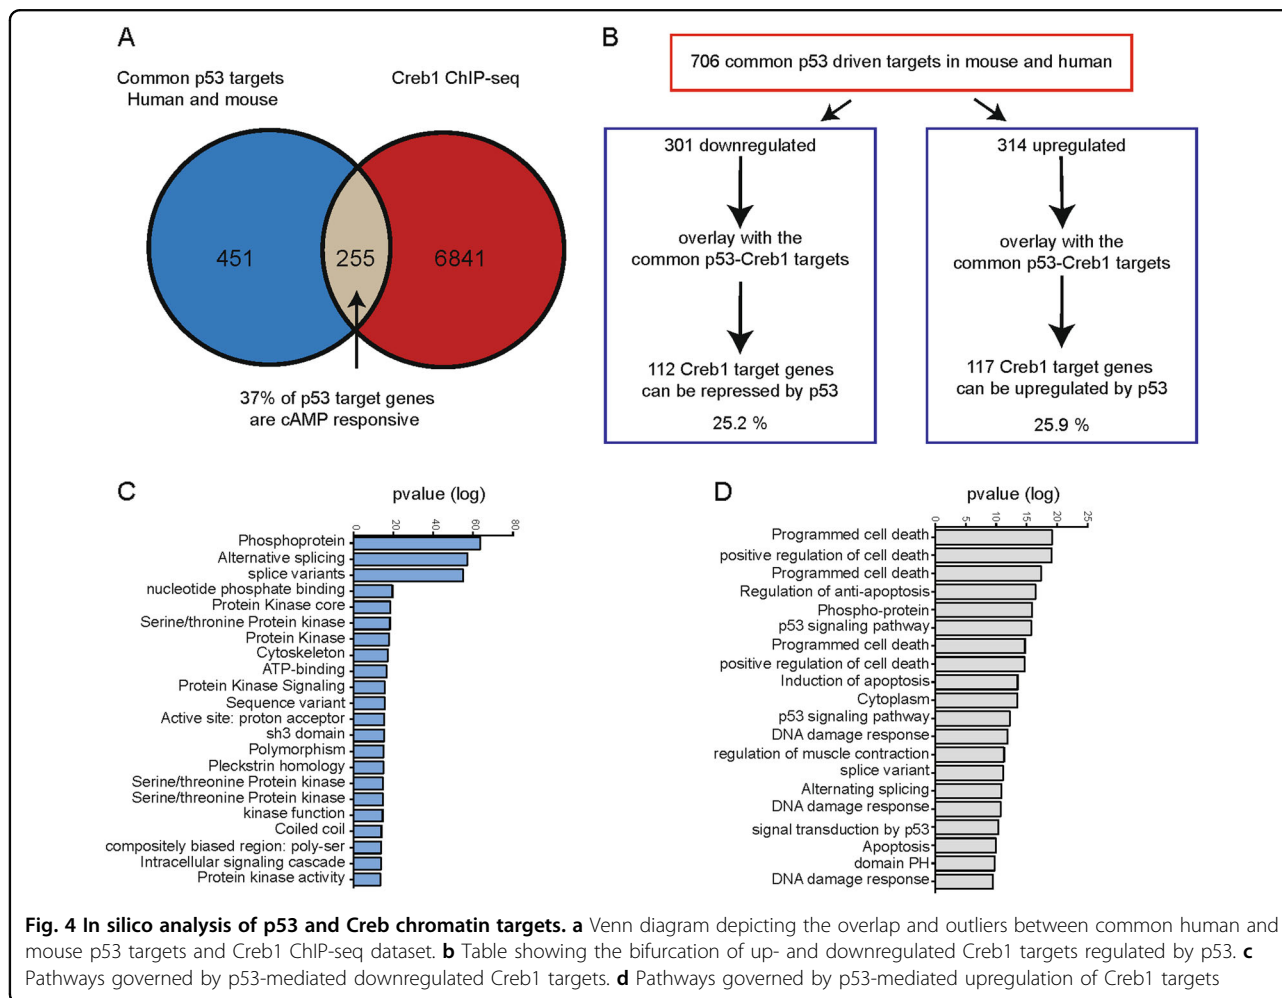 A
Common p53 targets
Human and mouse
Creb1 ChIP-seq
451
255
6841
37% of p53 target genes
are cAMP responsive
B
706 common p53 driven targets in mouse and human
301 downregulated
overlay with the
common p53-Creb1 targets
112 Creb1 target genes
can be repressed by p53
25.2 %
314 upregulated
overlay with the
common p53-Creb1 targets
117 Creb1 target genes
can be upregulated by p53
25.9 %
C
pvalue (log)
0 20 40 60 80
Phosphoprotein
Alternative splicing
splice variants
nucleotide phosphate binding
Protein Kinase core
Serine/thronine Protein kinase
Protein Kinase
Cytoskeleton
ATP-binding
Protein Kinase Signaling
Sequence variant
Active site: proton acceptor
sh3 domain
Polymorphism
Pleckstrin homology
Serine/threonine Protein kinase
Serine/threonine Protein kinase
kinase function
Coiled coil
compositely biased region: poly-ser
Intracellular signaling cascade
Protein kinase activity
D
pvalue (log)
0 5 10 15 20 25
Programmed cell death
positive regulation of cell death
Programmed cell death
Regulation of anti-apoptosis
Phospho-protein
p53 signaling pathway
Programmed cell death
positive regulation of cell death
Induction of apoptosis
Cytoplasm
p53 signaling pathway
DNA damage response
regulation of muscle contraction
splice variant
Alternating splicing
DNA damage response
signal transduction by p53
Apoptosis
domain PH
DNA damage response
Fig. 4 In silico analysis of p53 and Creb chromatin targets. a Venn diagram depicting the overlap and outliers between common human and
mouse p53 targets and Creb1 ChIP-seq dataset. b Table showing the bifurcation of up- and downregulated Creb1 targets regulated by p53. c
Pathways governed by p53-mediated downregulated Creb1 targets. d Pathways governed by p53-mediated upregulation of Creb1 targets